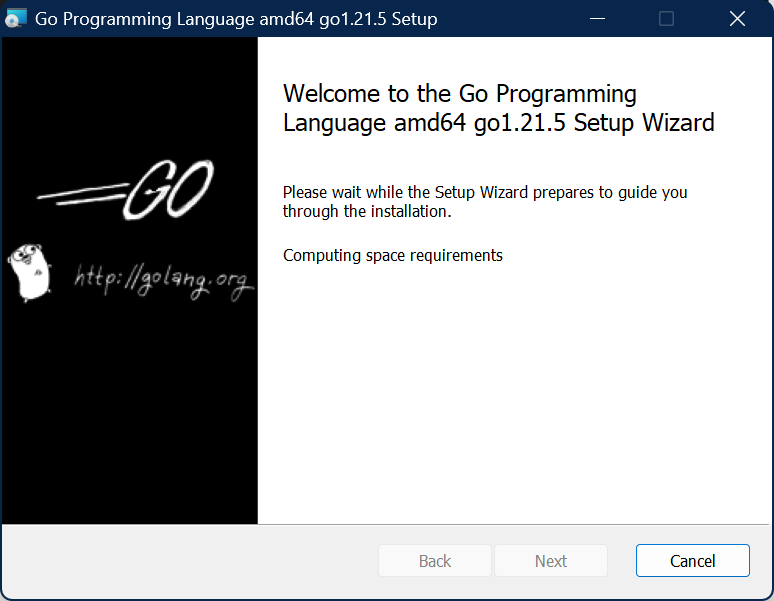 Go Programming Language amd64 go1.21.5 Setup
Welcome to the Go Programming
Language amd64 go1.21.5 Setup Wizard
GO
http://golang.org
Please wait while the Setup Wizard prepares to guide you
through the installation.
Computing space requirements
Back
Next
Cancel